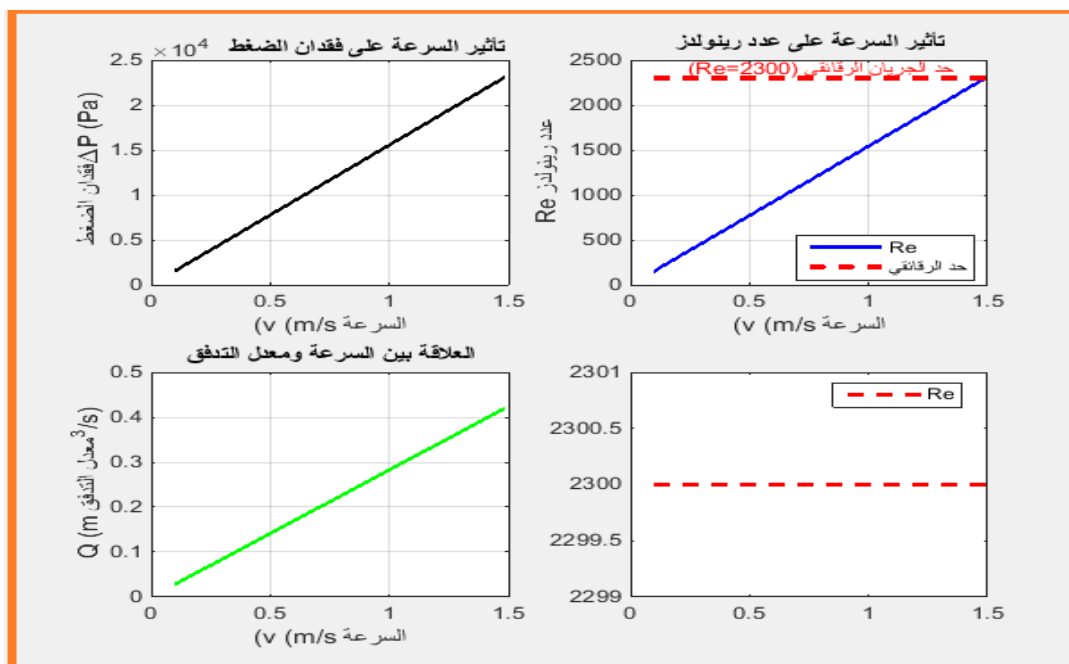 تأثير السرعة على فقدان الضغط
×10^4
2.5
2
1.5
1
0.5
0
فقدان الضغط ΔP (Pa)
0 0.5 1 1.5
السرعة v (m/s)
تأثير السرعة على عدد رينولدز
حد الجريان الرقائقي (Re=2300)
2500
2000
1500
1000
500
0
عدد رينولدز Re
Re
حد الرقائقي
0 0.5 1 1.5
السرعة v (m/s)
العلاقة بين السرعة ومعدل التدفق
0.5
0.4
0.3
0.2
0.1
0
معدل التدفق Q (m³/s)
0 0.5 1 1.5
السرعة v (m/s)
2301
2300.5
2300
2299.5
2299
Re
0 0.5 1 1.5
السرعة v (m/s)